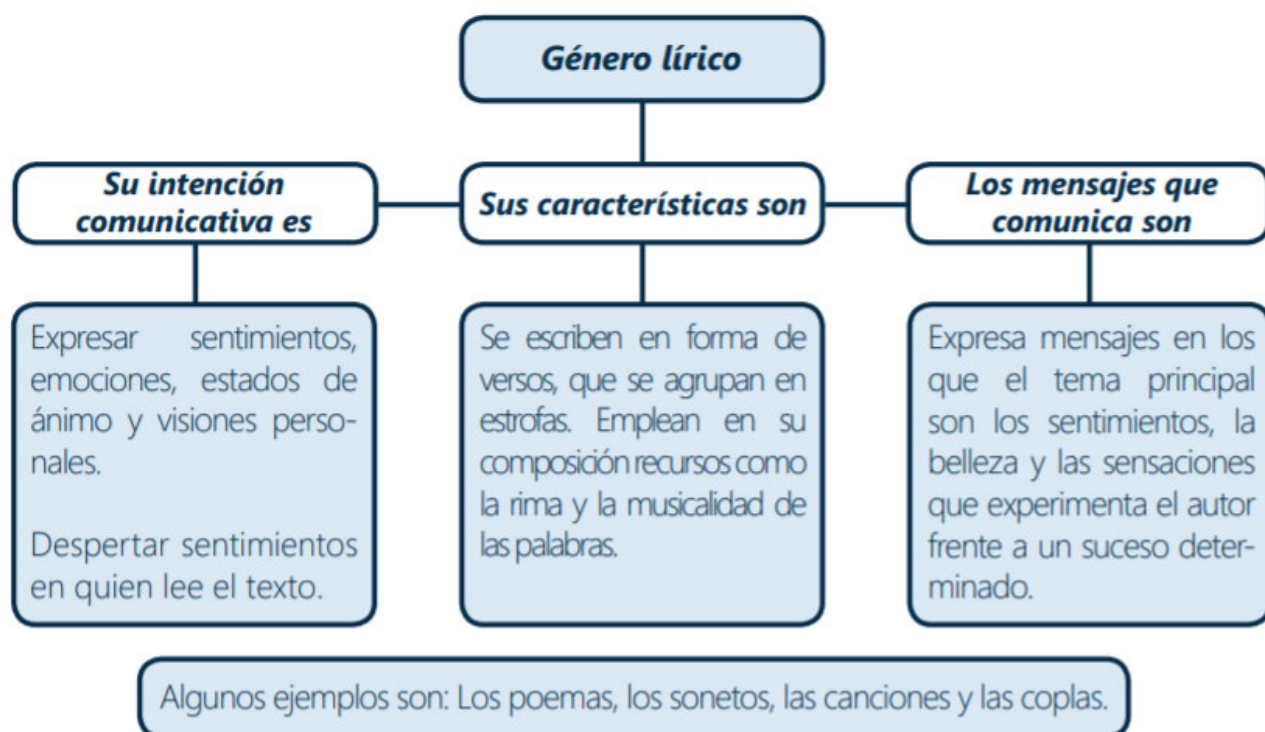 Género lírico
Su intención
comunicativa es
Sus características son
Los mensajes que
comunica son
Expresar sentimientos,
emociones, estados de
ánimo y visiones perso-
nales.
Despertar sentimientos
en quien lee el texto.
Se escriben en forma de
versos, que se agrupan en
estrofas. Emplean en su
composición recursos como
la rima y la musicalidad de
las palabras.
Expresa mensajes en los
que el tema principal
son los sentimientos, la
belleza y las sensaciones
que experimenta el autor
frente a un suceso deter-
minado.
Algunos ejemplos son: Los poemas, los sonetos, las canciones y las coplas.